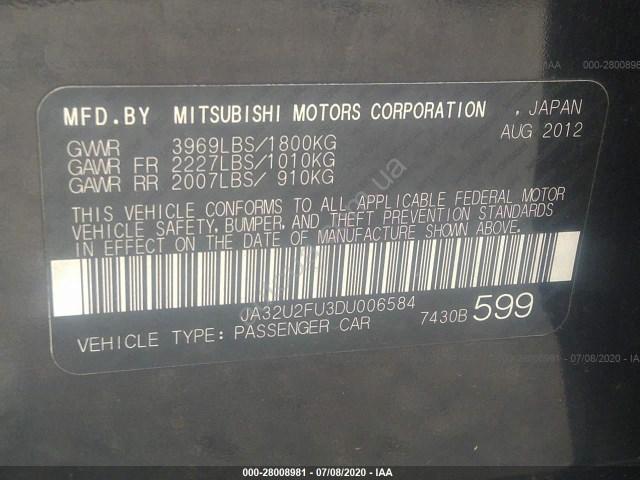 000-28008981
MFD.BY MITSUBISHI MOTORS CORPORATION , JAPAN
GVWR 3969LBS/1800KG AUG 2012
GAWR FR 2227LBS/1010KG
GAWR RR 2007LBS/ 910KG
THIS VEHICLE CONFORMS TO ALL APPLICABLE FEDERAL MOTOR
VEHICLE SAFETY, BUMPER, AND THEFT PREVENTION STANDARDS
IN EFFECT ON THE DATE OF MANUFACTURE SHOWN ABOVE.
JA32U2FU3DU006584
VEHICLE TYPE: PASSENGER CAR 7430B 599
000-28008981 - 07/08/2020 - IAA